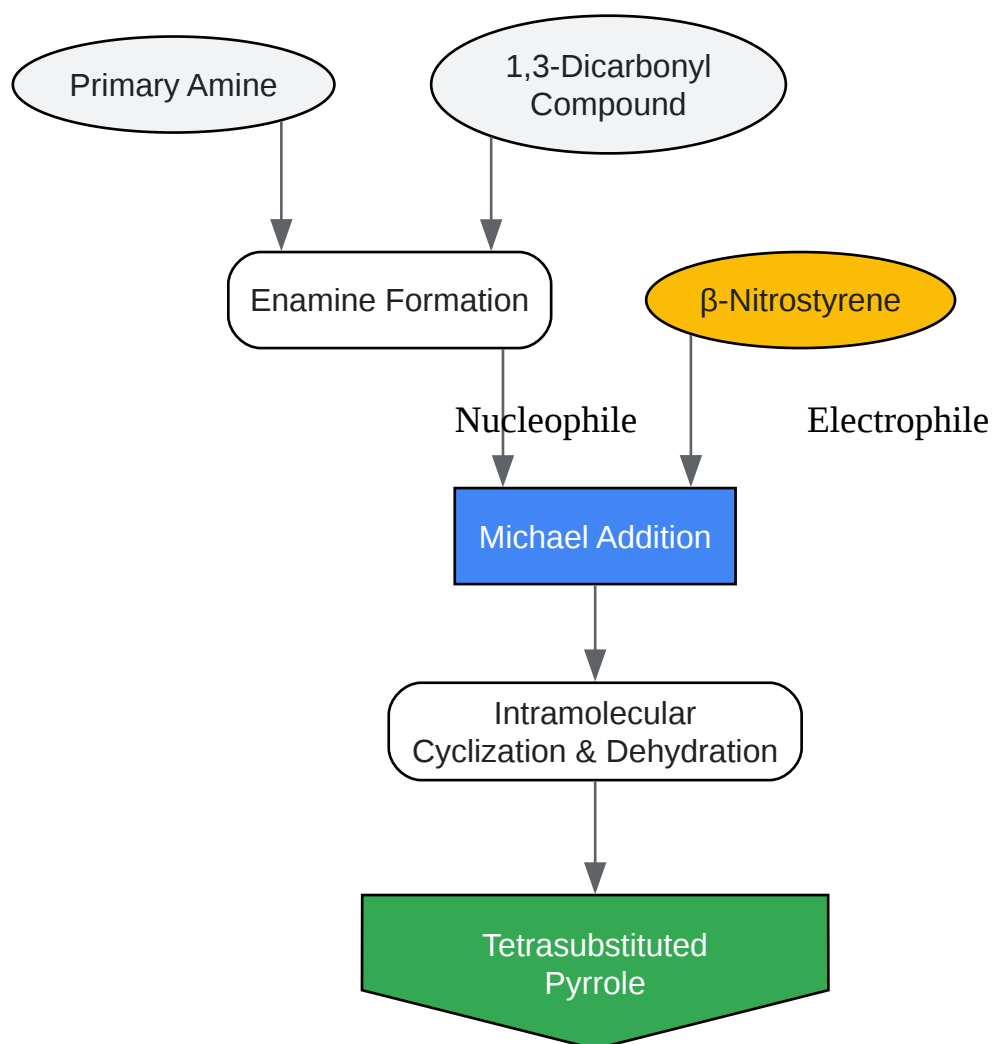 Primary Amine
1,3-Dicarbonyl
Compound
Enamine Formation
β-Nitrostyrene
Nucleophile
Electrophile
Michael Addition
Intramolecular
Cyclization & Dehydration
Tetrasubstituted
Pyrrole